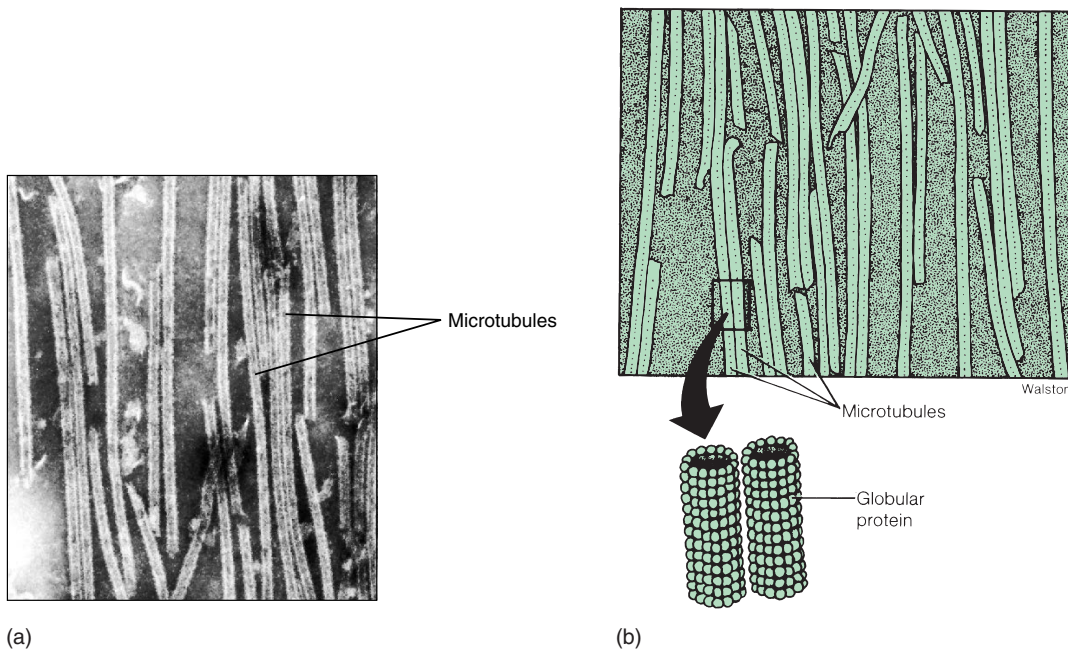 Microtubules
Walston
Microtubules
Globular
protein
(a)
(b)